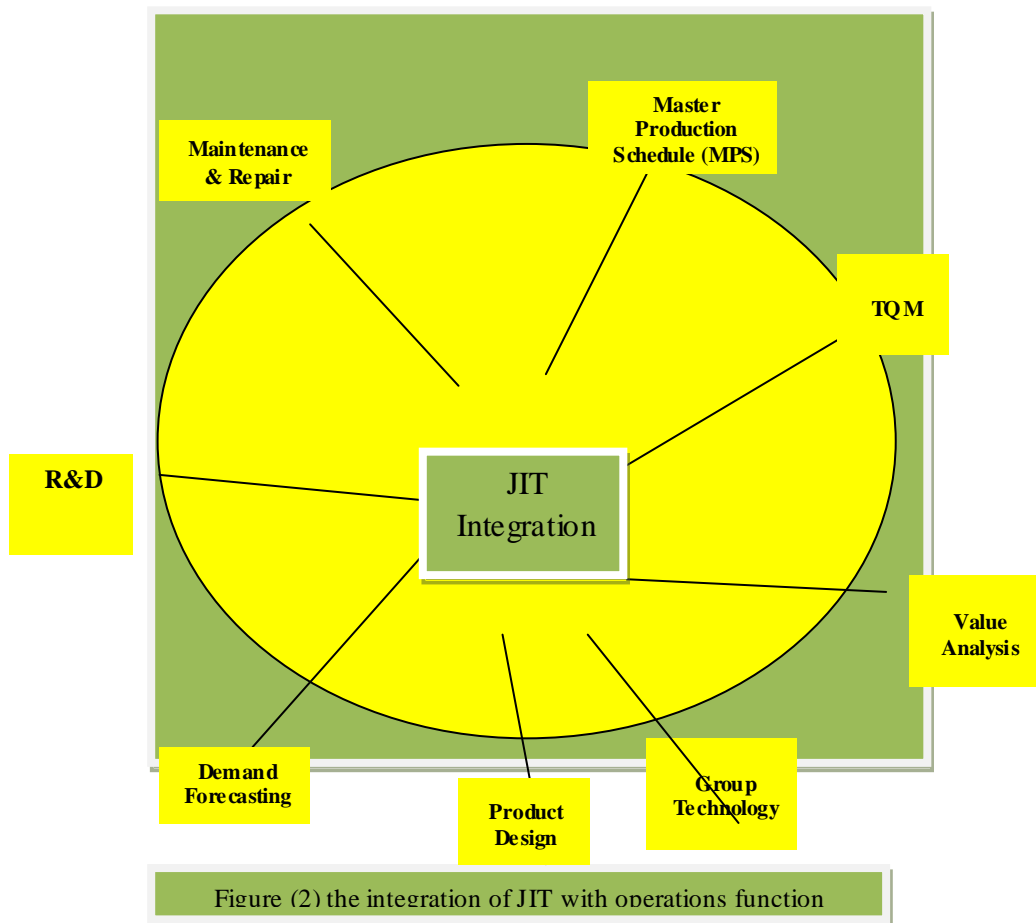 Master
Production
Schedule (MPS)
Maintenance
& Repair
TQM
R&D
JIT
Integration
Value
Analysis
Demand
Forecasting
Group
Technology
Product
Design
Figure (2) the integration of JIT with operations function